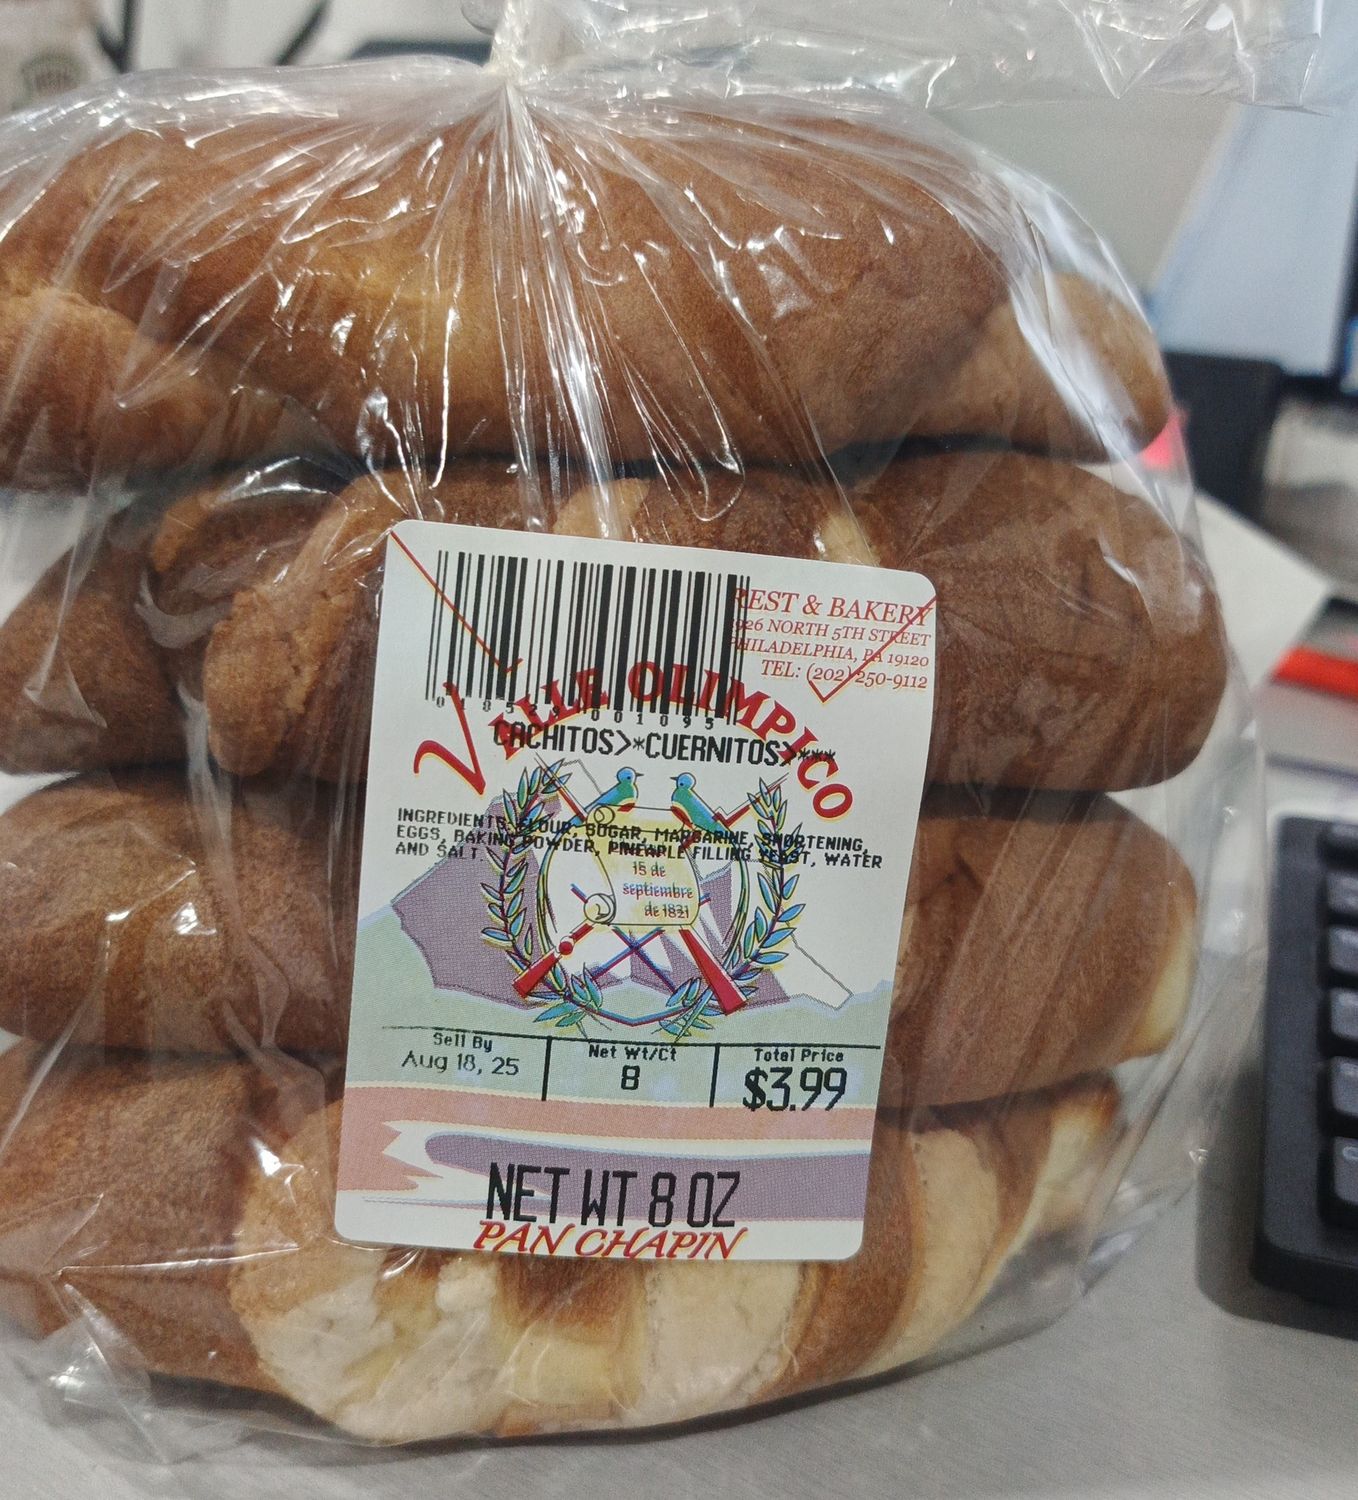 REST & BAKERY
NORTH 5TH STREET
PHILADELPHIA, PA 19120
TEL: (202) 250-9112
VALLE OLIMPICO
001095
CACHITOS>*CUERNITOS>***
INGREDIENTS: FLOUR, SUGAR, MARGARINE, SHORTENING,
EGGS, BAKING POWDER, PINEAPLE FILLING YEAST, WATER
AND SALT
15 de
septiembre
de 1821
Sell By
Aug 18, 25
Net Wt/Ct
8
Total Price
$3.99
NET WT 8 OZ
PAN CHAPIN